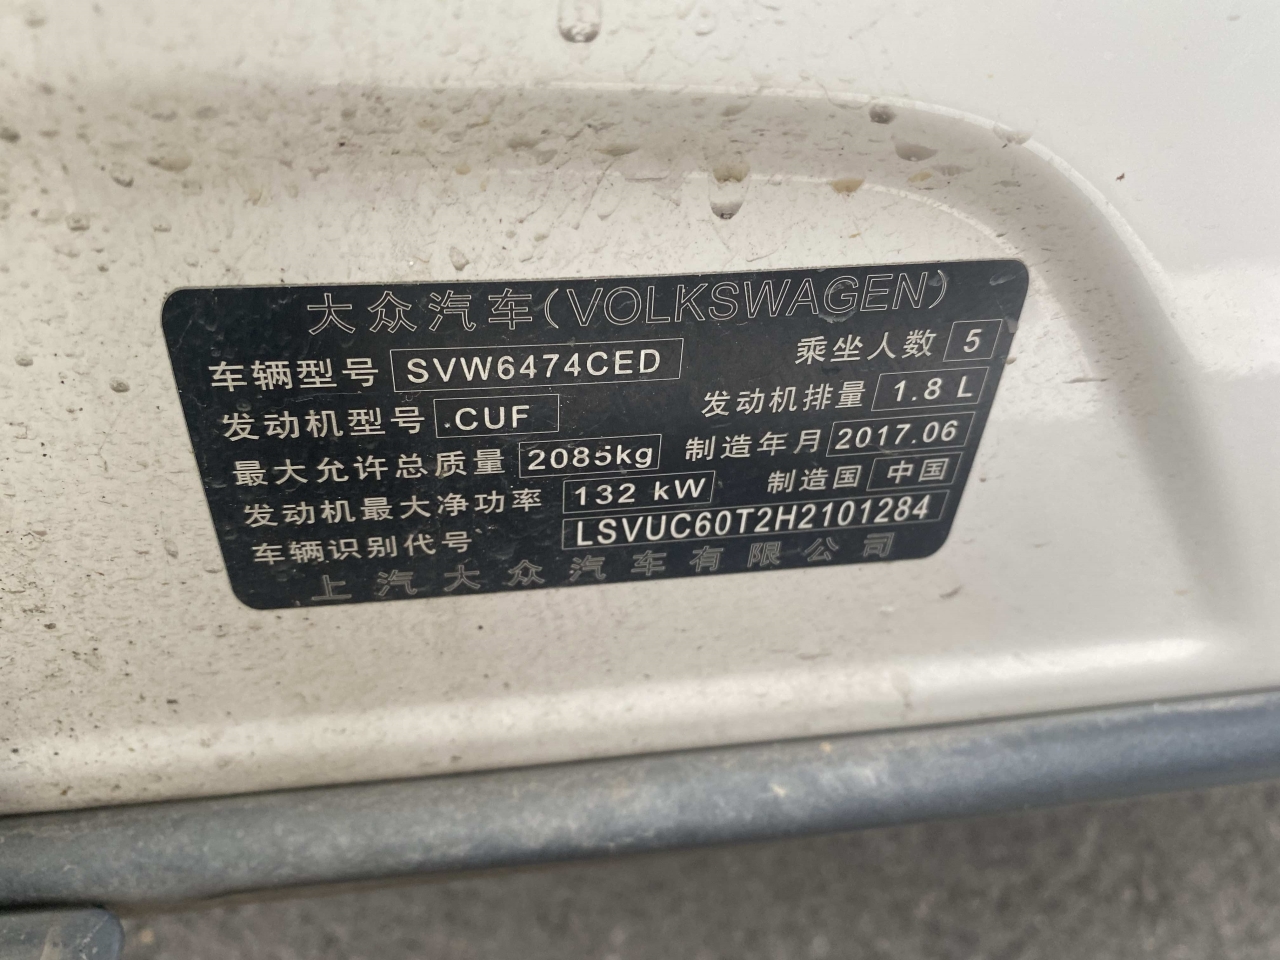 大众汽车(VOLKSWAGEN)
车辆型号 SVW6474CED 乘坐人数 5
发动机型号 CUF 发动机排量 1.8 L
最大允许总质量 2085kg 制造年月 2017.06
发动机最大净功率 132 kW 制造国 中国
车辆识别代号 LSVUC60T2H2101284
上汽大众汽车有限公司